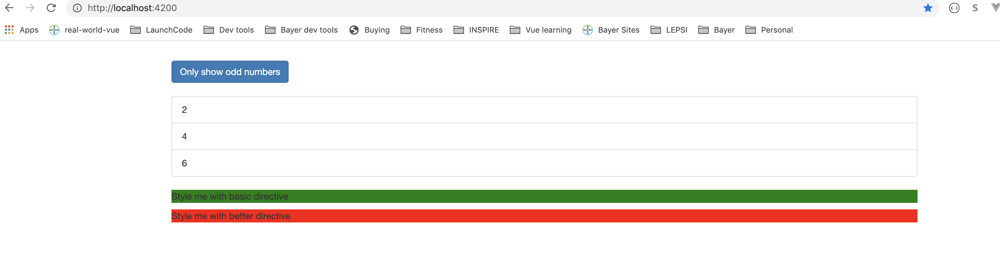 http://localhost:4200
Apps real-world-vue LaunchCode Dev tools Bayer dev tools Buying Fitness INSPIRE Vue learning Bayer Sites LEPSI Bayer Personal
Only show odd numbers
2
4
6
Style me with basic directive
Style me with better directive